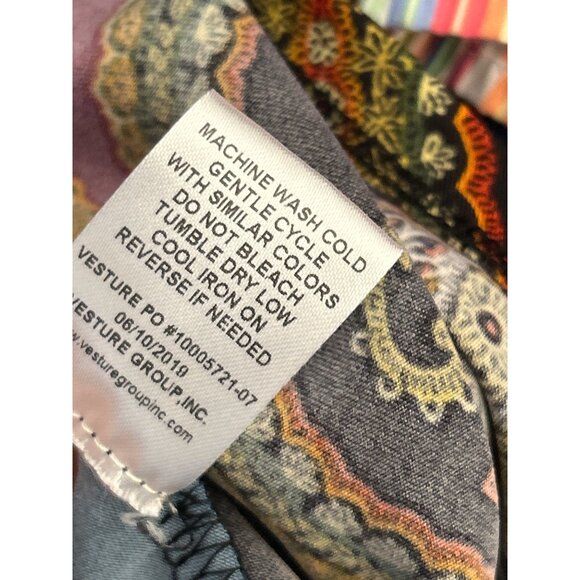 MACHINE WASH COLD
GENTLE CYCLE
WITH SIMILAR COLORS
DO NOT BLEACH
TUMBLE DRY LOW
COOL IRON ON
REVERSE IF NEEDED
VESTURE PO #10005721-07
06/10/2019
VESTURE GROUP,INC.
www.vesturegroupinc.com